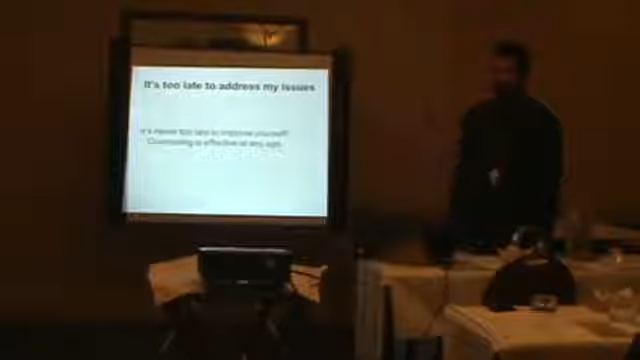 It's too late to address my issues
It's never too late to improve yourself!
Counseling is effective at any age.